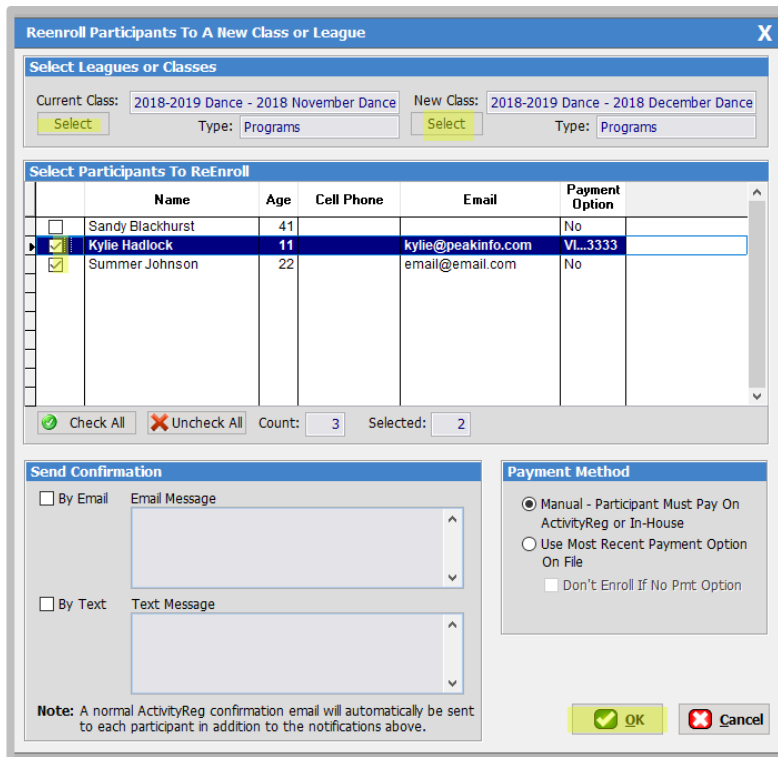 Reenroll Participants To A New Class or League X
Select Leagues or Classes
Current Class: 2018-2019 Dance - 2018 November Dance New Class: 2018-2019 Dance - 2018 December Dance
Select Type: Programs Select Type: Programs
Select Participants To ReEnroll
Name Age Cell Phone Email Payment Option
Sandy Blackhurst 41 No
Kylie Hadlock 11 kylie@peakinfo.com VI...3333
Summer Johnson 22 email@email.com No
Check All Uncheck All Count: 3 Selected: 2
Send Confirmation
By Email Email Message
By Text Text Message
Note: A normal ActivityReg confirmation email will automatically be sent
to each participant in addition to the notifications above.
Payment Method
Manual - Participant Must Pay On
ActivityReg or In-House
Use Most Recent Payment Option
On File
Don't Enroll If No Pmt Option
OK Cancel